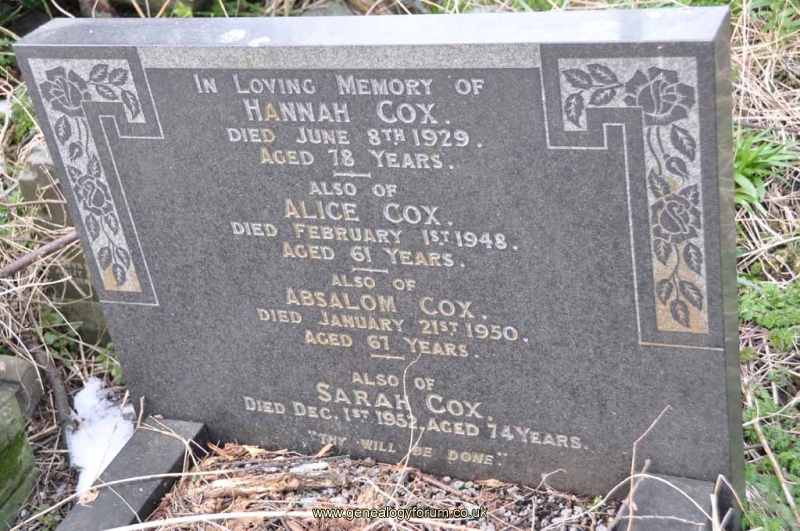 In Loving Memory of
Hannah Cox.
Died June 8th 1929.
Aged 78 Years.
Also of
Alice Cox.
Died February 1st 1948.
Aged 61 Years.
Also of
Absalom Cox.
Died January 21st 1950.
Aged 67 Years.
Also of
Sarah Cox.
Died Dec. 1st 1952, Aged 74 Years.
"Thy will be done"
www.genealogyforum.co.uk